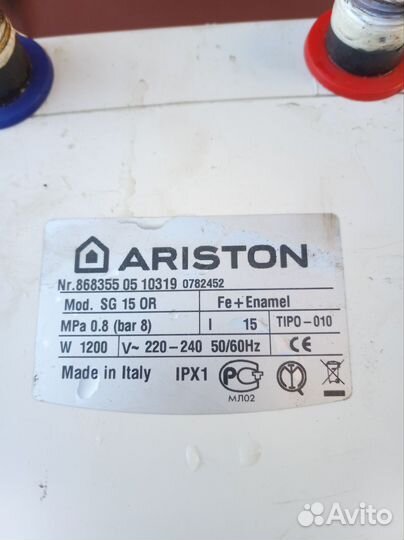 ARISTON
Nr.868355 05 10319 0782452
Mod. SG 15 OR Fe+Enamel
MPa 0.8 (bar 8) l 15 TIPO-010
W 1200 V~ 220-240 50/60Hz CE
Made in Italy IPX1 РСТ
МЛ02
Avito